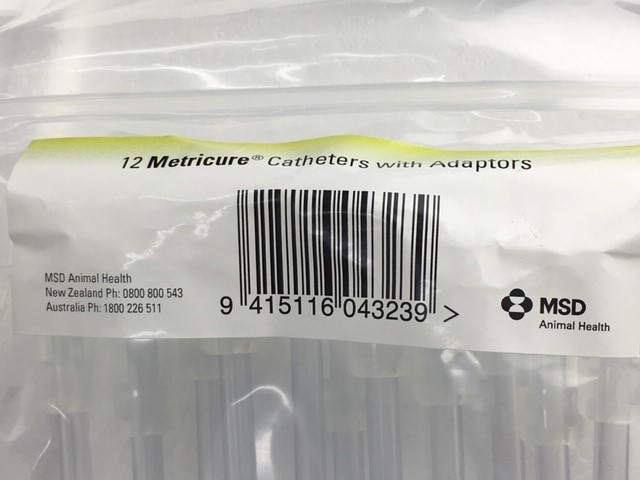 12 Metricure® Catheters with Adaptors
MSD Animal Health
New Zealand Ph: 0800 800 543
Australia Ph: 1800 226 511
9 415116 043239 >
MSD
Animal Health